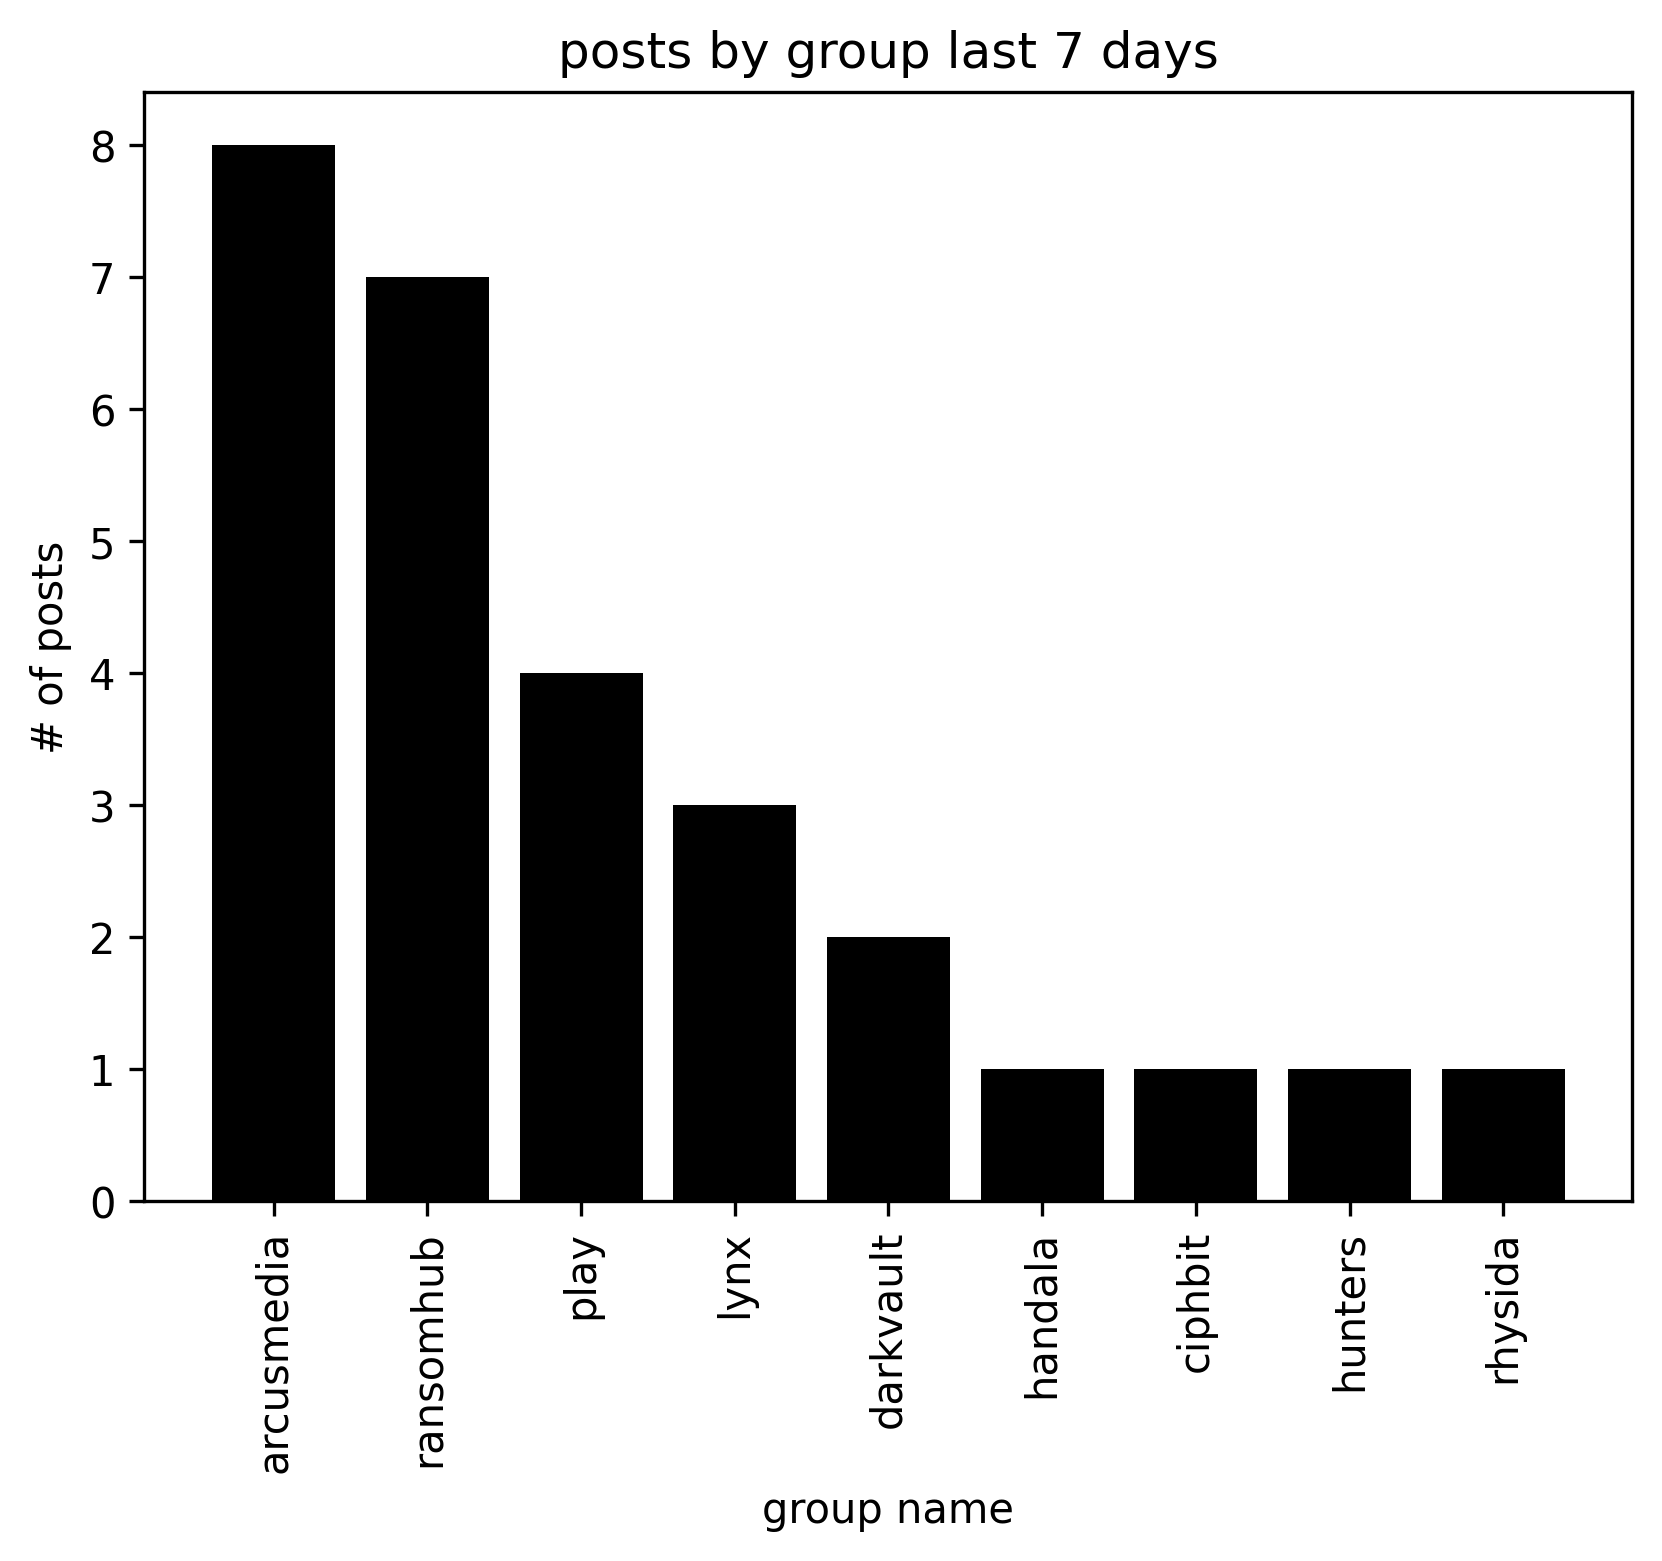 posts by group last 7 days
# of posts
8
7
6
5
4
3
2
1
0
arcusmedia
ransomhub
play
lynx
darkvault
handala
ciphbit
hunters
rhysida
group name